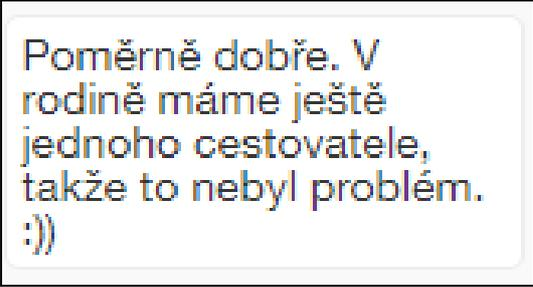 Poměrně dobře. V
rodině máme ještě
jednoho cestovatele,
takže to nebyl problém.
:))